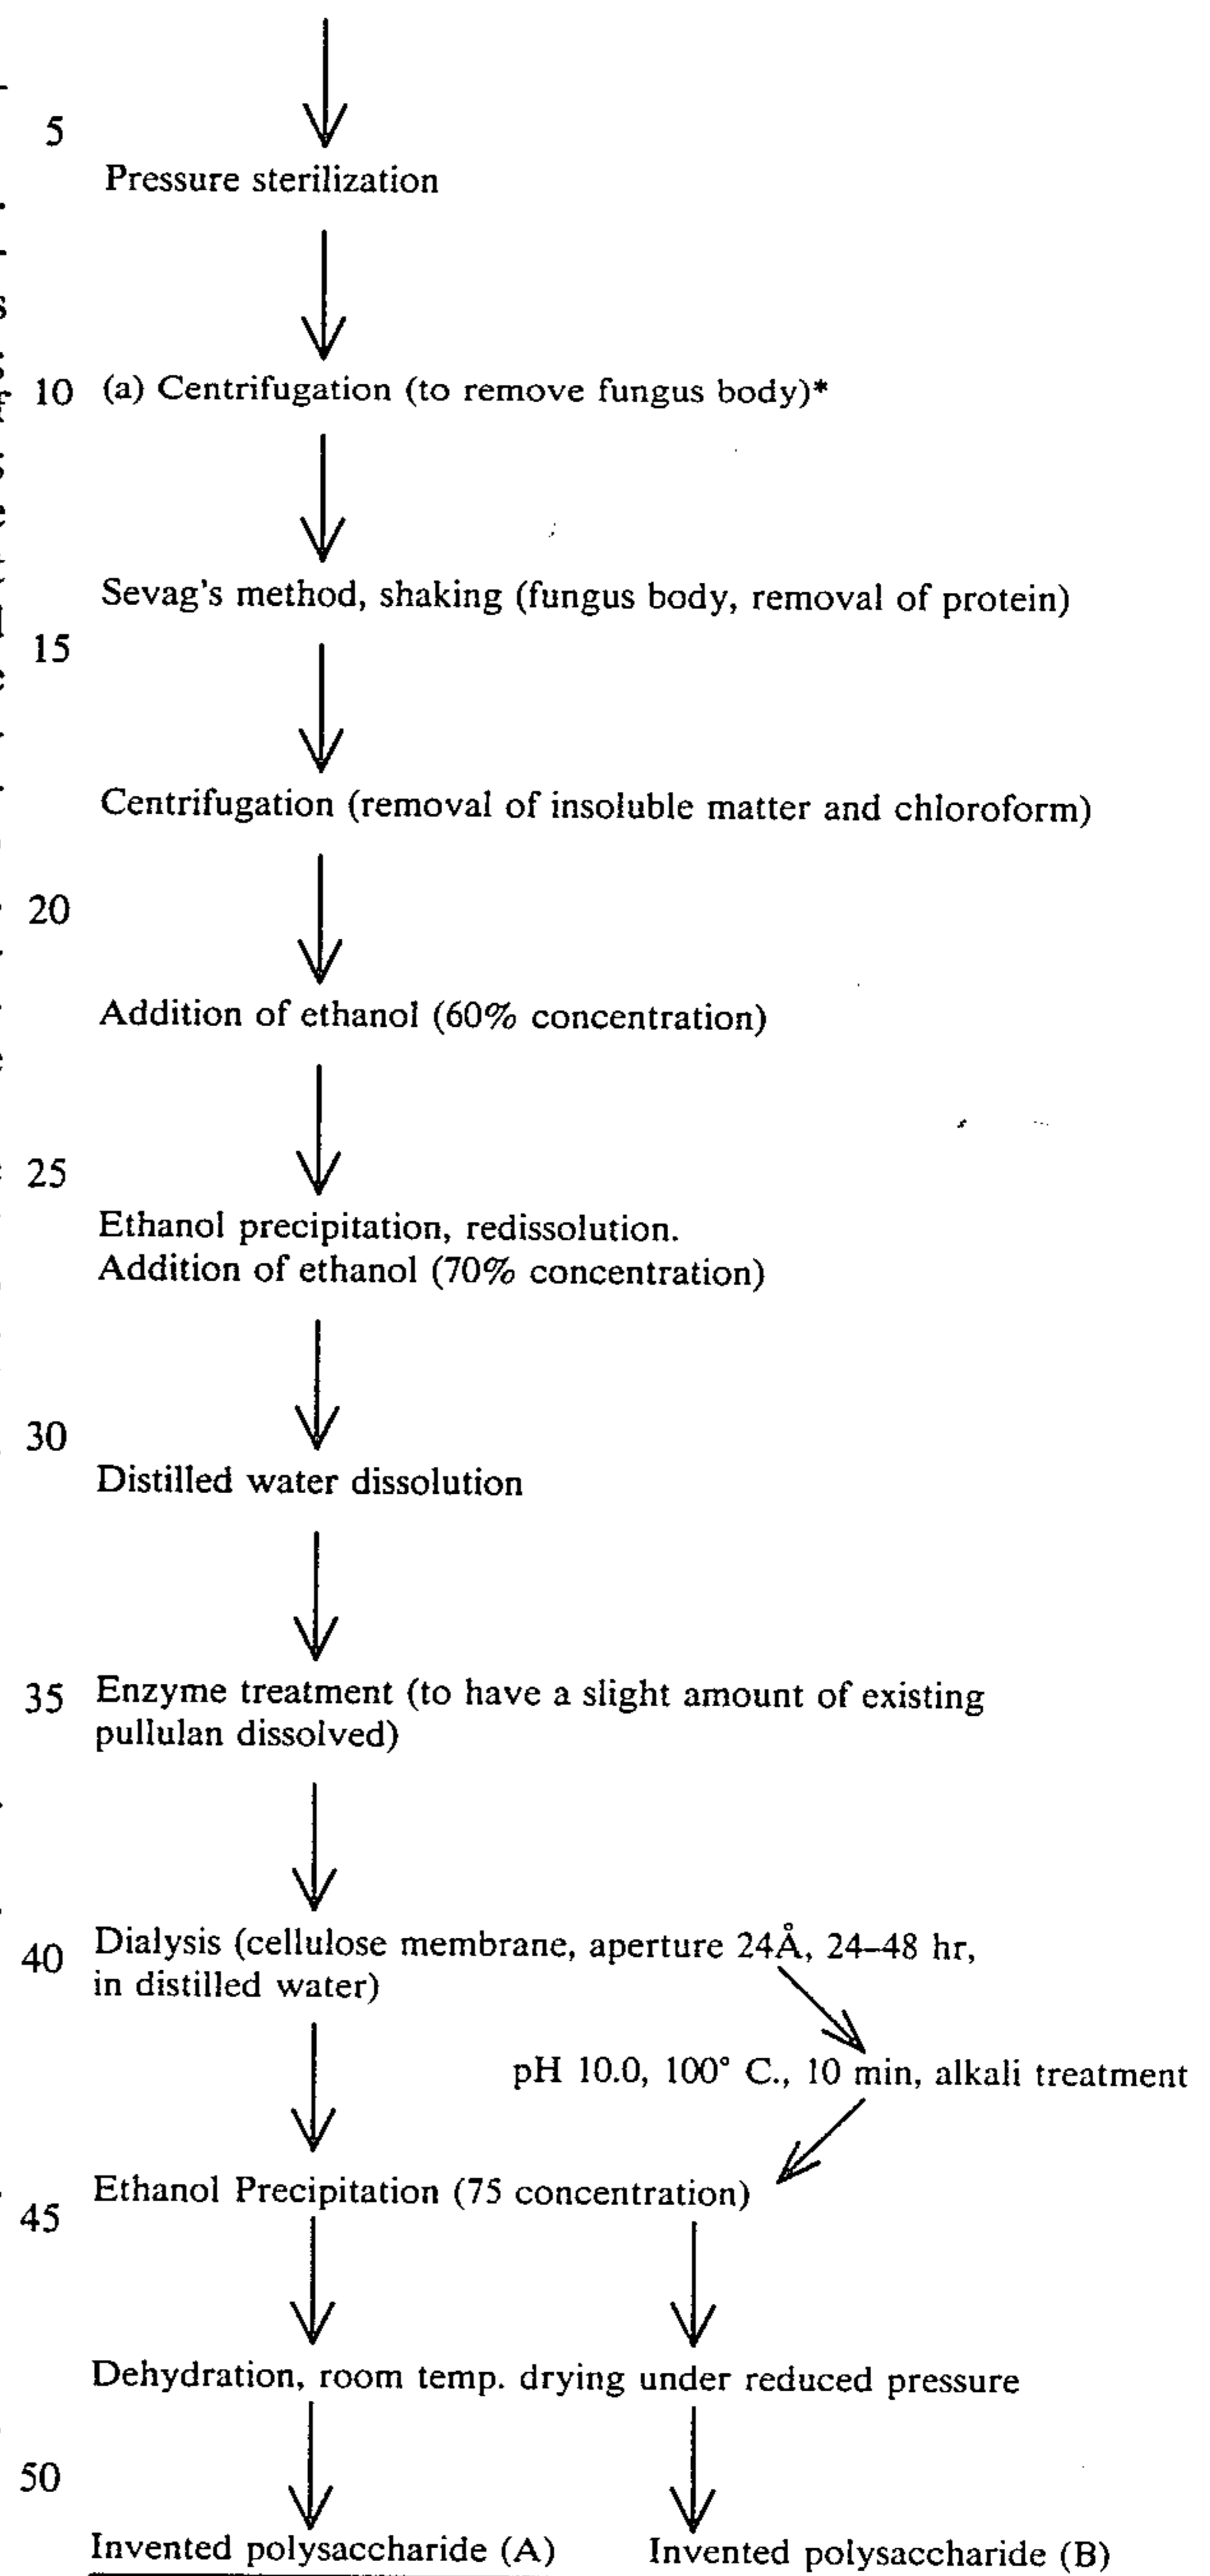 5
Pressure sterilization
10 (a) Centrifugation (to remove fungus body)*
Sevag's method, shaking (fungus body, removal of protein)
15
Centrifugation (removal of insoluble matter and chloroform)
20
Addition of ethanol (60% concentration)
25
Ethanol precipitation, redissolution.
Addition of ethanol (70% concentration)
30
Distilled water dissolution
35 Enzyme treatment (to have a slight amount of existing
pullulan dissolved)
40 Dialysis (cellulose membrane, aperture 24Å, 24–48 hr,
in distilled water)
pH 10.0, 100° C., 10 min, alkali treatment
Ethanol Precipitation (75 concentration)
45
Dehydration, room temp. drying under reduced pressure
50
Invented polysaccharide (A) Invented polysaccharide (B)